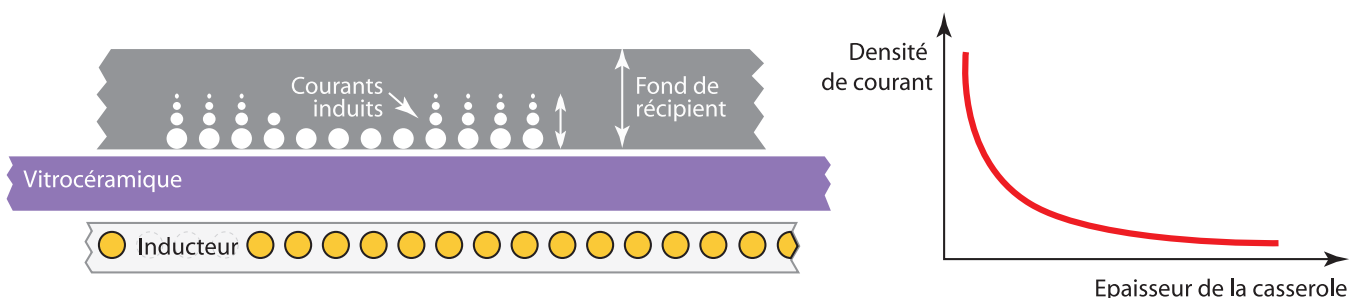 Courants
induits
Fond de
récipient
Vitrocéramique
Inducteur
Densité
de courant
Epaisseur de la casserole